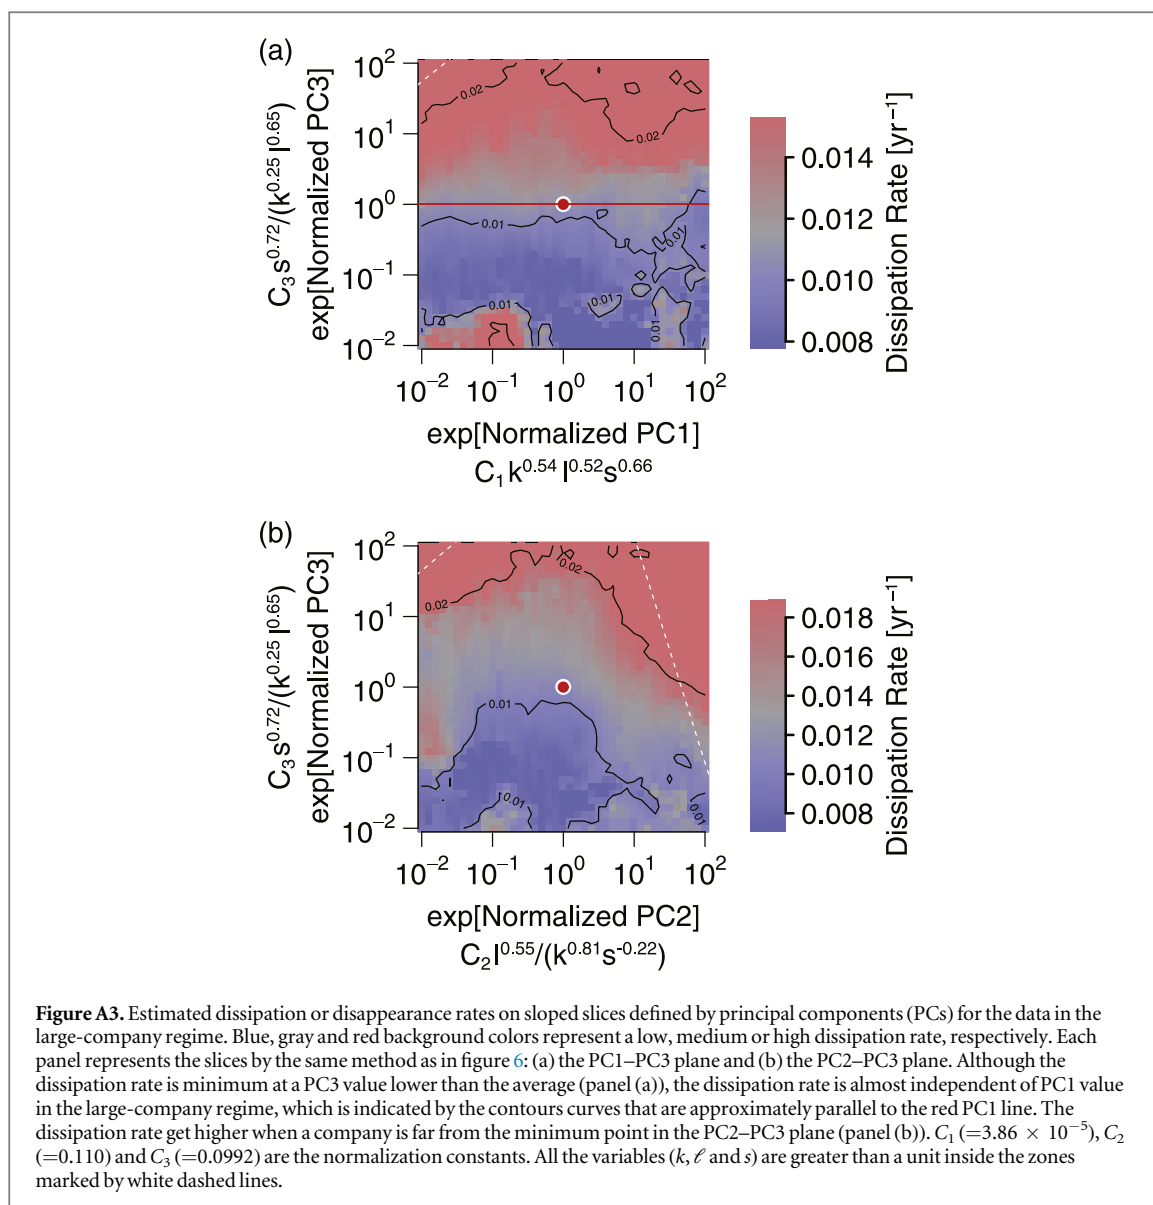 (a)
C3s^0.72/(k^0.25 l^0.65)
exp[Normalized PC3]
10^2
10^1
10^0
10^-1
10^-2
0.02
0.02
0.01
0.01
0.01
0.01
0.01
10^-2 10^-1 10^0 10^1 10^2
exp[Normalized PC1]
C1 k^0.54 l^0.52 s^0.66
0.014
0.012
0.010
0.008
Dissipation Rate [yr^-1]
(b)
C3s^0.72/(k^0.25 l^0.65)
exp[Normalized PC3]
10^2
10^1
10^0
10^-1
10^-2
0.02
0.02
0.01
0.01
0.01
10^-2 10^-1 10^0 10^1 10^2
exp[Normalized PC2]
C2 l^0.55/(k^0.81 s^-0.22)
0.018
0.016
0.014
0.012
0.010
0.008
Dissipation Rate [yr^-1]
Figure A3. Estimated dissipation or disappearance rates on sloped slices defined by principal components (PCs) for the data in the
large-company regime. Blue, gray and red background colors represent a low, medium or high dissipation rate, respectively. Each
panel represents the slices by the same method as in figure 6: (a) the PC1–PC3 plane and (b) the PC2–PC3 plane. Although the
dissipation rate is minimum at a PC3 value lower than the average (panel (a)), the dissipation rate is almost independent of PC1 value
in the large-company regime, which is indicated by the contours curves that are approximately parallel to the red PC1 line. The
dissipation rate get higher when a company is far from the minimum point in the PC2–PC3 plane (panel (b)). C1 (=3.86 × 10^-5), C2
(=0.110) and C3 (=0.0992) are the normalization constants. All the variables (k, ℓ and s) are greater than a unit inside the zones
marked by white dashed lines.